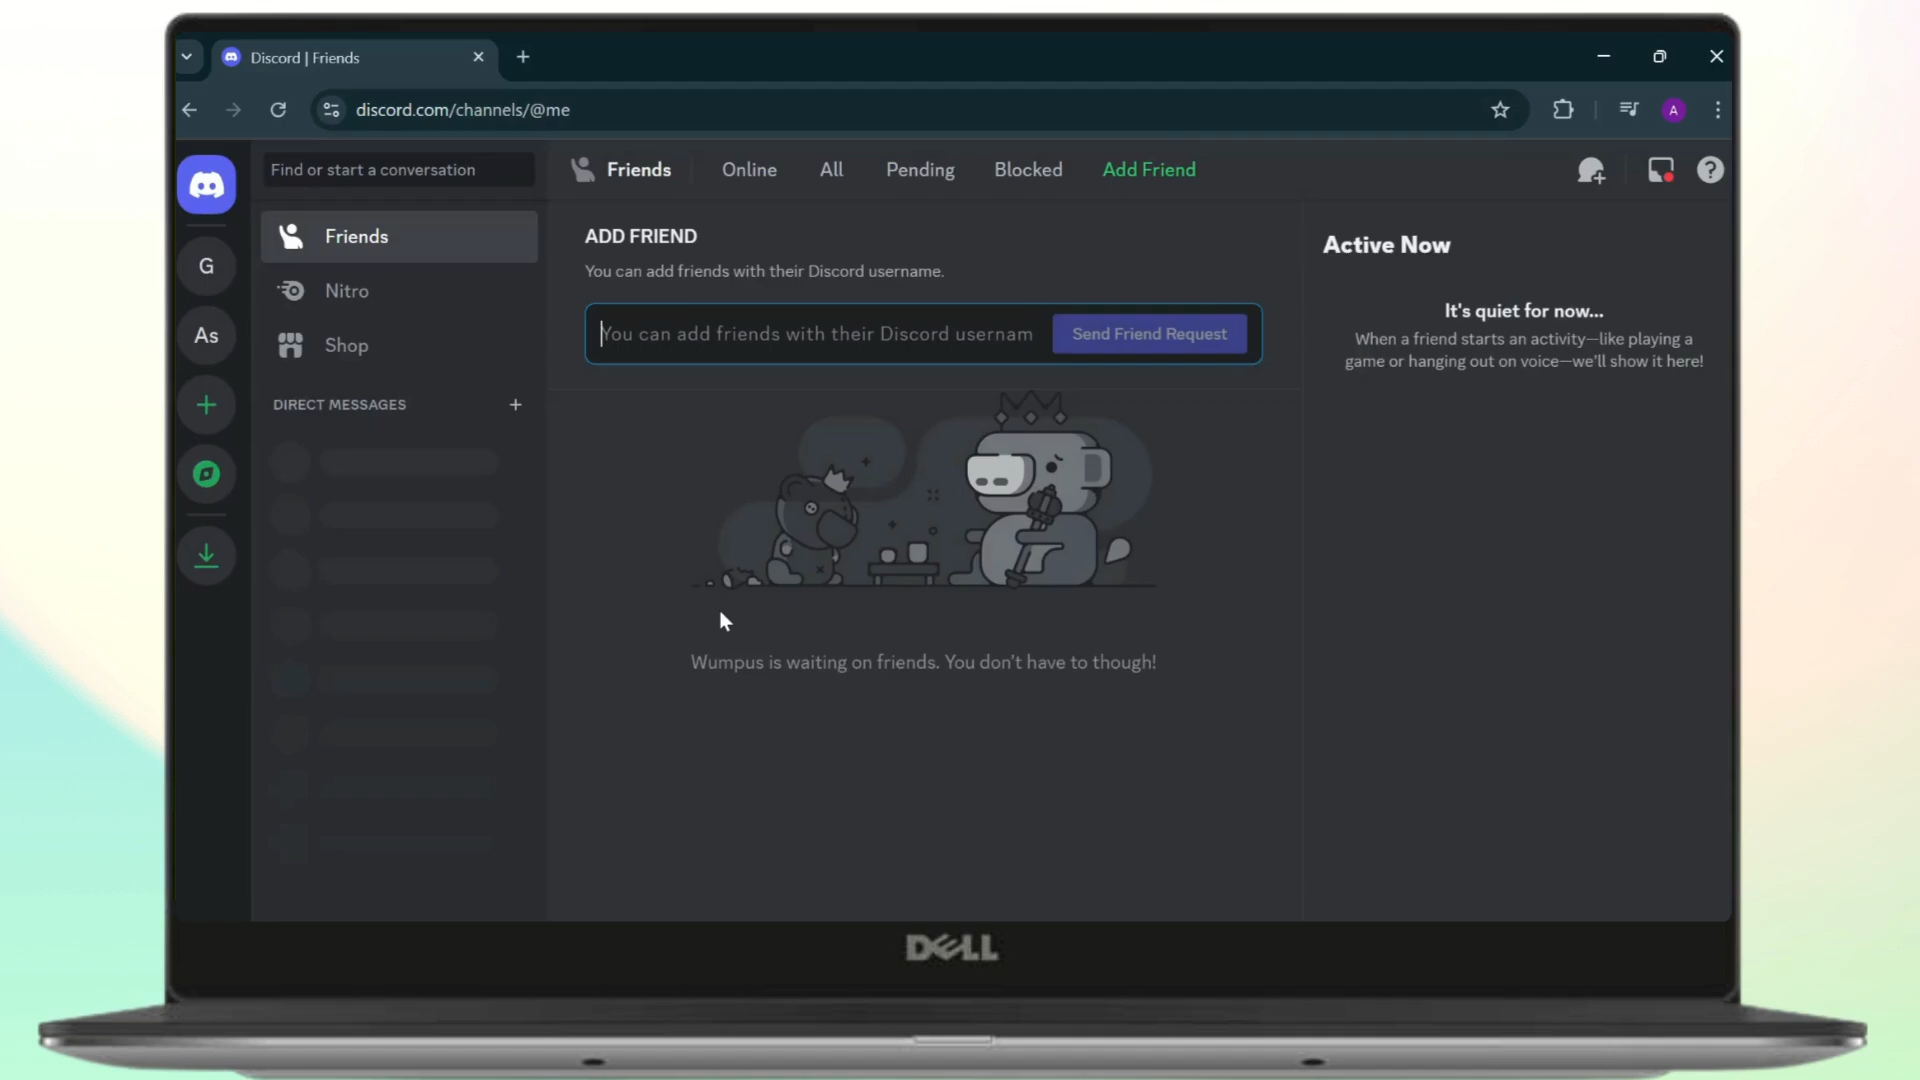 Discord | Friends
discord.com/channels/@me
Find or start a conversation
Friends
Online
All
Pending
Blocked
Add Friend
G
As
Friends
Nitro
Shop
DIRECT MESSAGES
ADD FRIEND
You can add friends with their Discord username.
You can add friends with their Discord usernam
Send Friend Request
Wumpus is waiting on friends. You don't have to though!
Active Now
It's quiet for now...
When a friend starts an activity—like playing a
game or hanging out on voice—we'll show it here!
A
?
DELL